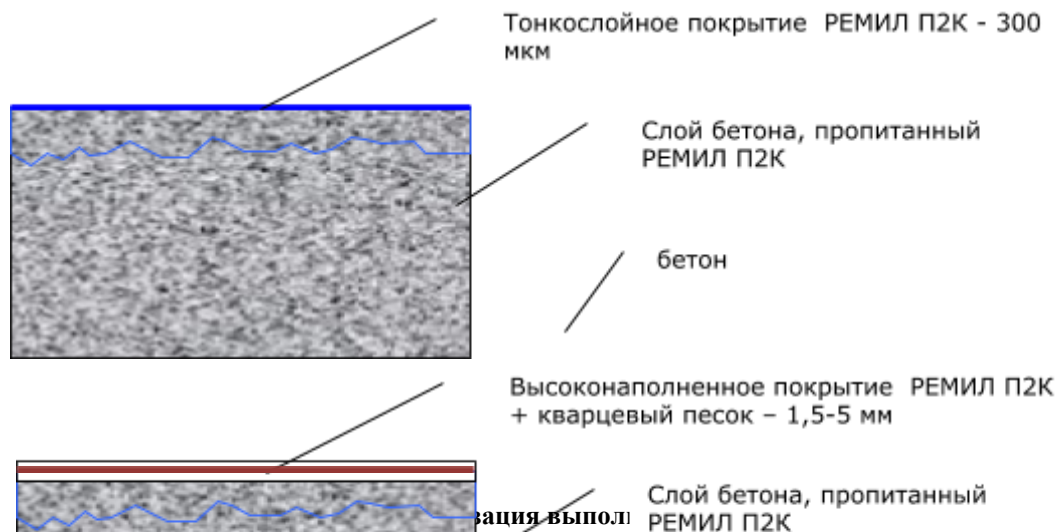 Тонкослойное покрытие РЕМИЛ П2К - 300
мкм
Слой бетона, пропитанный
РЕМИЛ П2К
бетон
Высоконаполненное покрытие РЕМИЛ П2К
+ кварцевый песок – 1,5-5 мм
Слой бетона, пропитанный
РЕМИЛ П2К